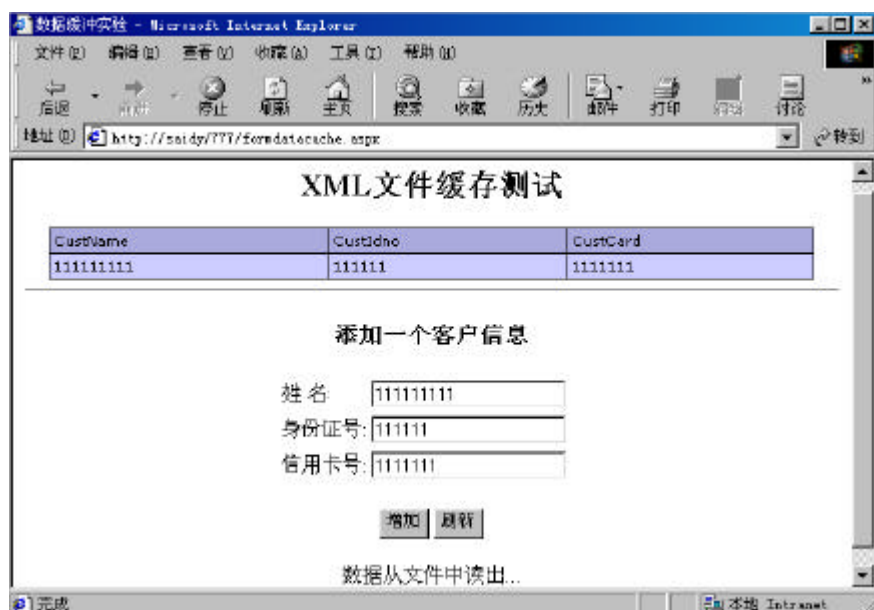 数据缓冲实验 - Microsoft Internet Explorer
文件(F) 编辑(E) 查看(V) 收藏(A) 工具(T) 帮助(H)
后退 前进 停止 刷新 主页 搜索 收藏 历史 邮件 打印 讨论
地址(D) http://saidy/777/formdatacache.aspx 转到
XML文件缓存测试
CustName CustIdno CustCard
111111111 111111 1111111
添加一个客户信息
姓 名: 111111111
身份证号: 111111
信用卡号: 1111111
增加 刷新
数据从文件中读出...
完成 本地 Intranet